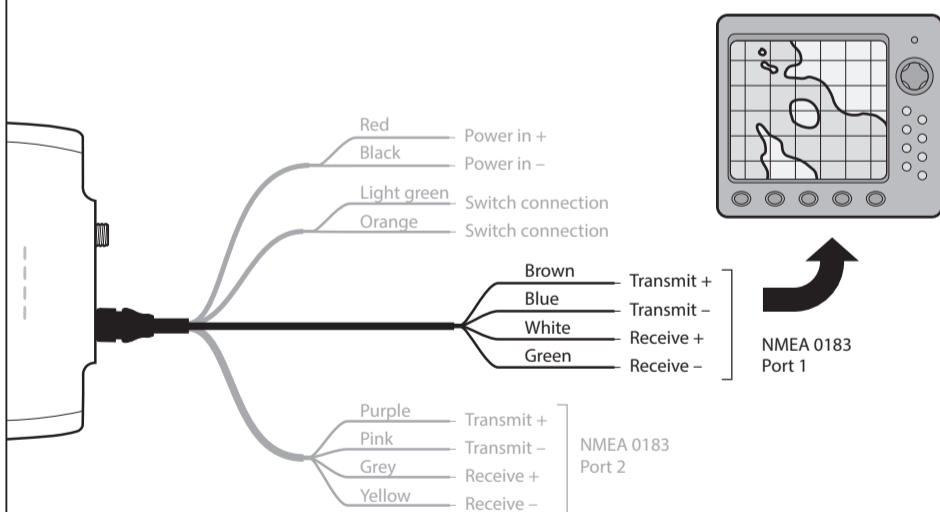 Red
Power in +
Black
Power in –
Light green
Switch connection
Orange
Switch connection
Brown
Transmit +
Blue
Transmit –
White
Receive +
Green
Receive –
NMEA 0183
Port 1
Purple
Transmit +
Pink
Transmit –
Grey
Receive +
Yellow
Receive –
NMEA 0183
Port 2